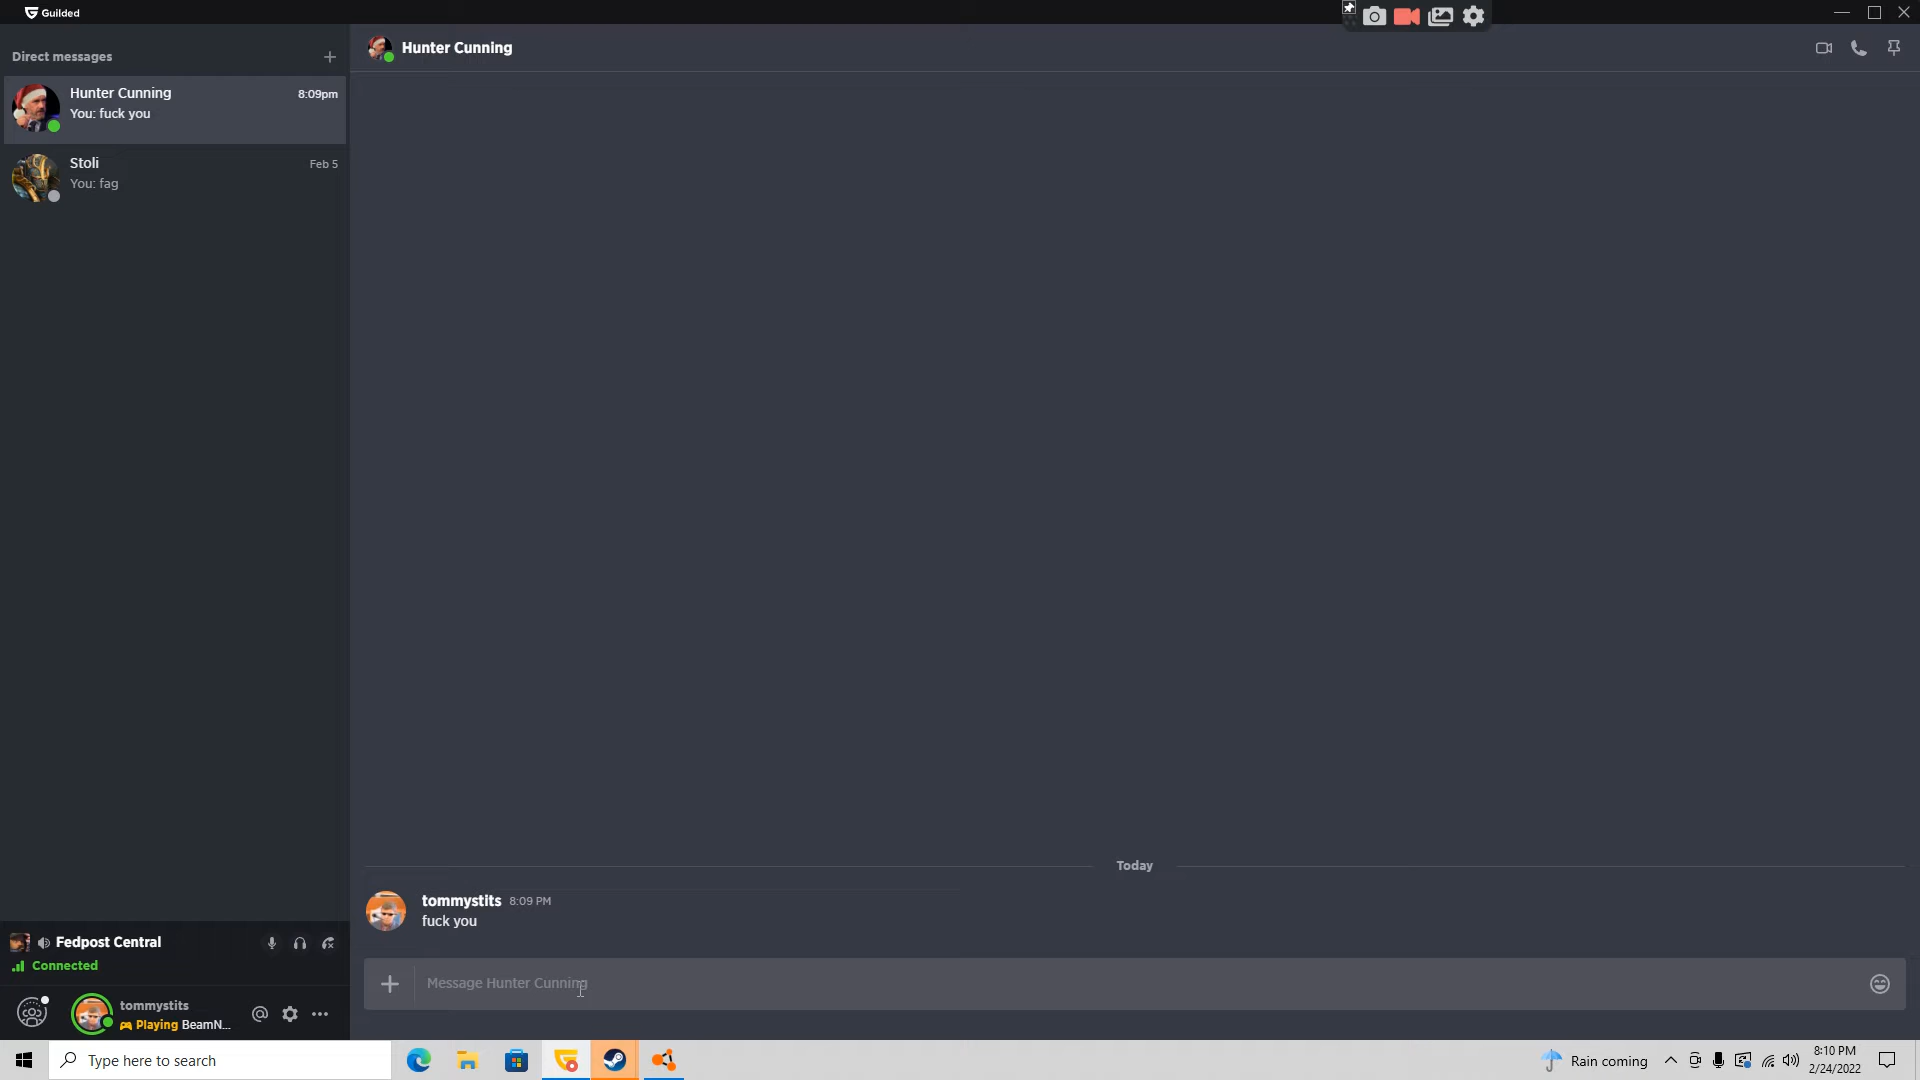 Guilded
Direct messages
Hunter Cunning
8:09pm
You: fuck you
Stoli
Feb 5
You: fag
Hunter Cunning
Today
tommystits 8:09 PM
fuck you
Message Hunter Cunning
Fedpost Central
Connected
tommystits
Playing BeamN...
Type here to search
Rain coming
8:10 PM
2/24/2022